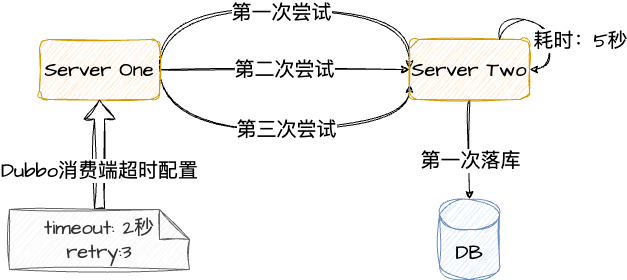 第一次尝试
耗时：5秒
Server One
第二次尝试
Server Two
第三次尝试
第一次落库
Dubbo消费端超时配置
timeout: 2秒
retry:3
DB